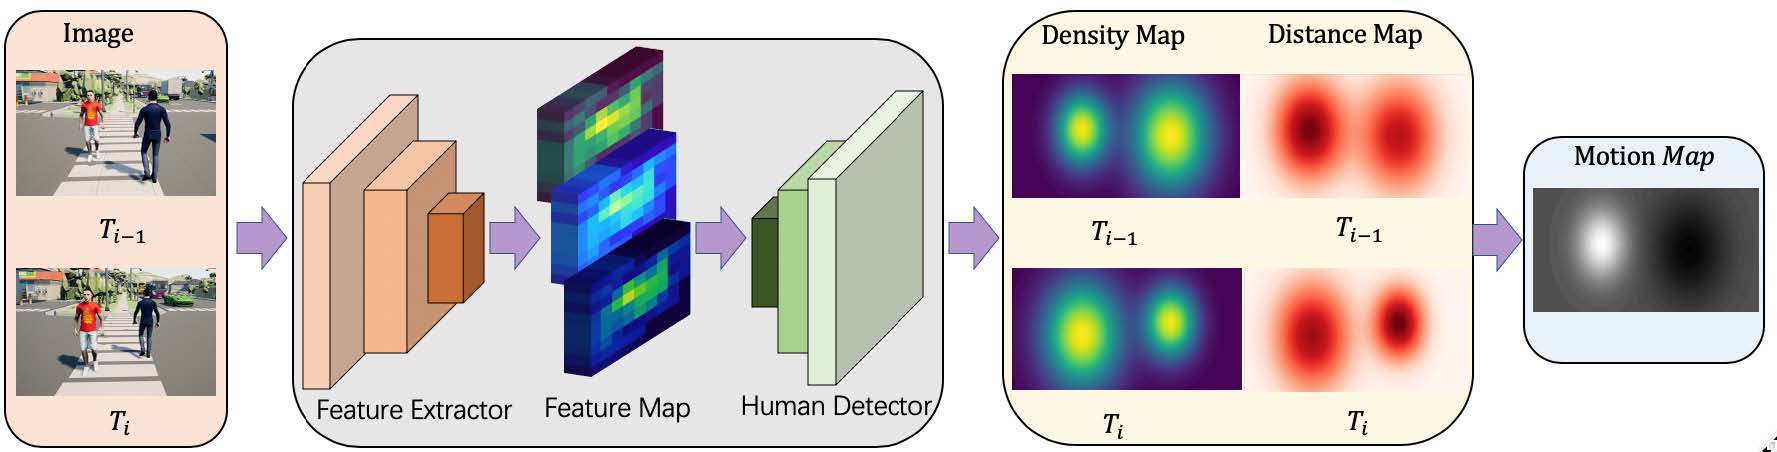 Image
T_{i-1}
T_i
Feature Extractor
Feature Map
Human Detector
Density Map
Distance Map
T_{i-1}
T_{i-1}
T_i
T_i
Motion Map